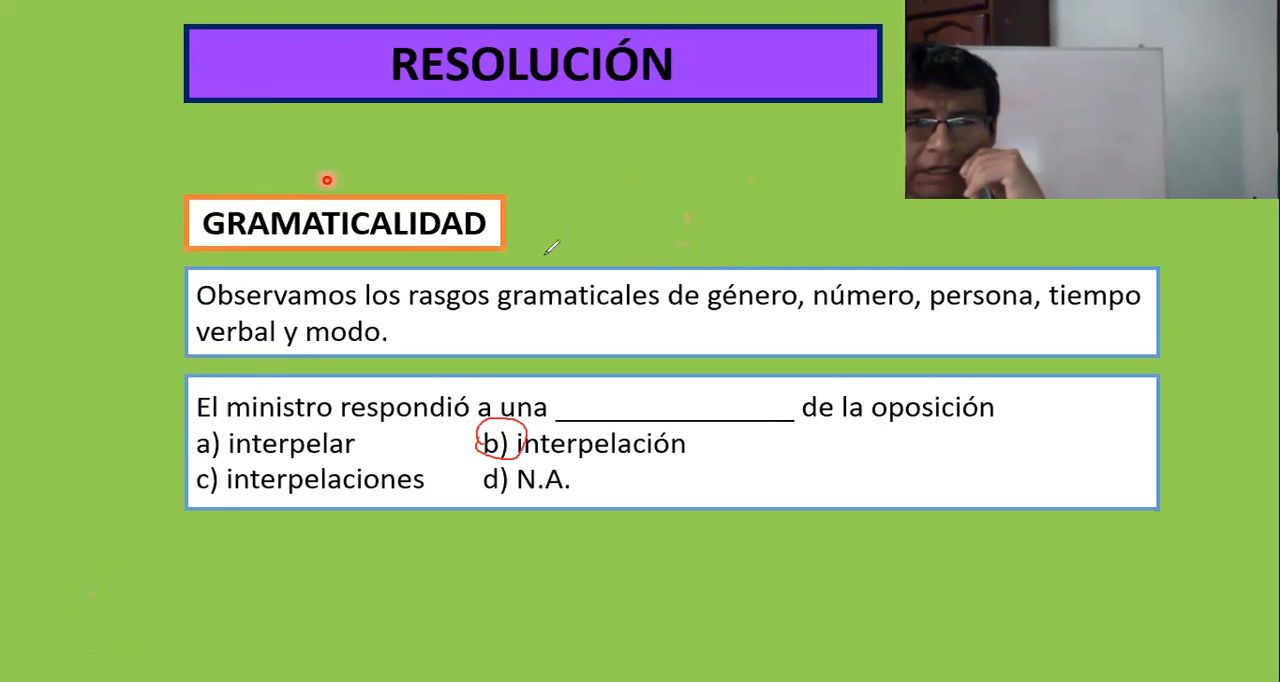 RESOLUCIÓN
GRAMATICALIDAD
Observamos los rasgos gramaticales de género, número, persona, tiempo
verbal y modo.
El ministro respondió a una _________________ de la oposición
a) interpelar b) interpelación
c) interpelaciones d) N.A.